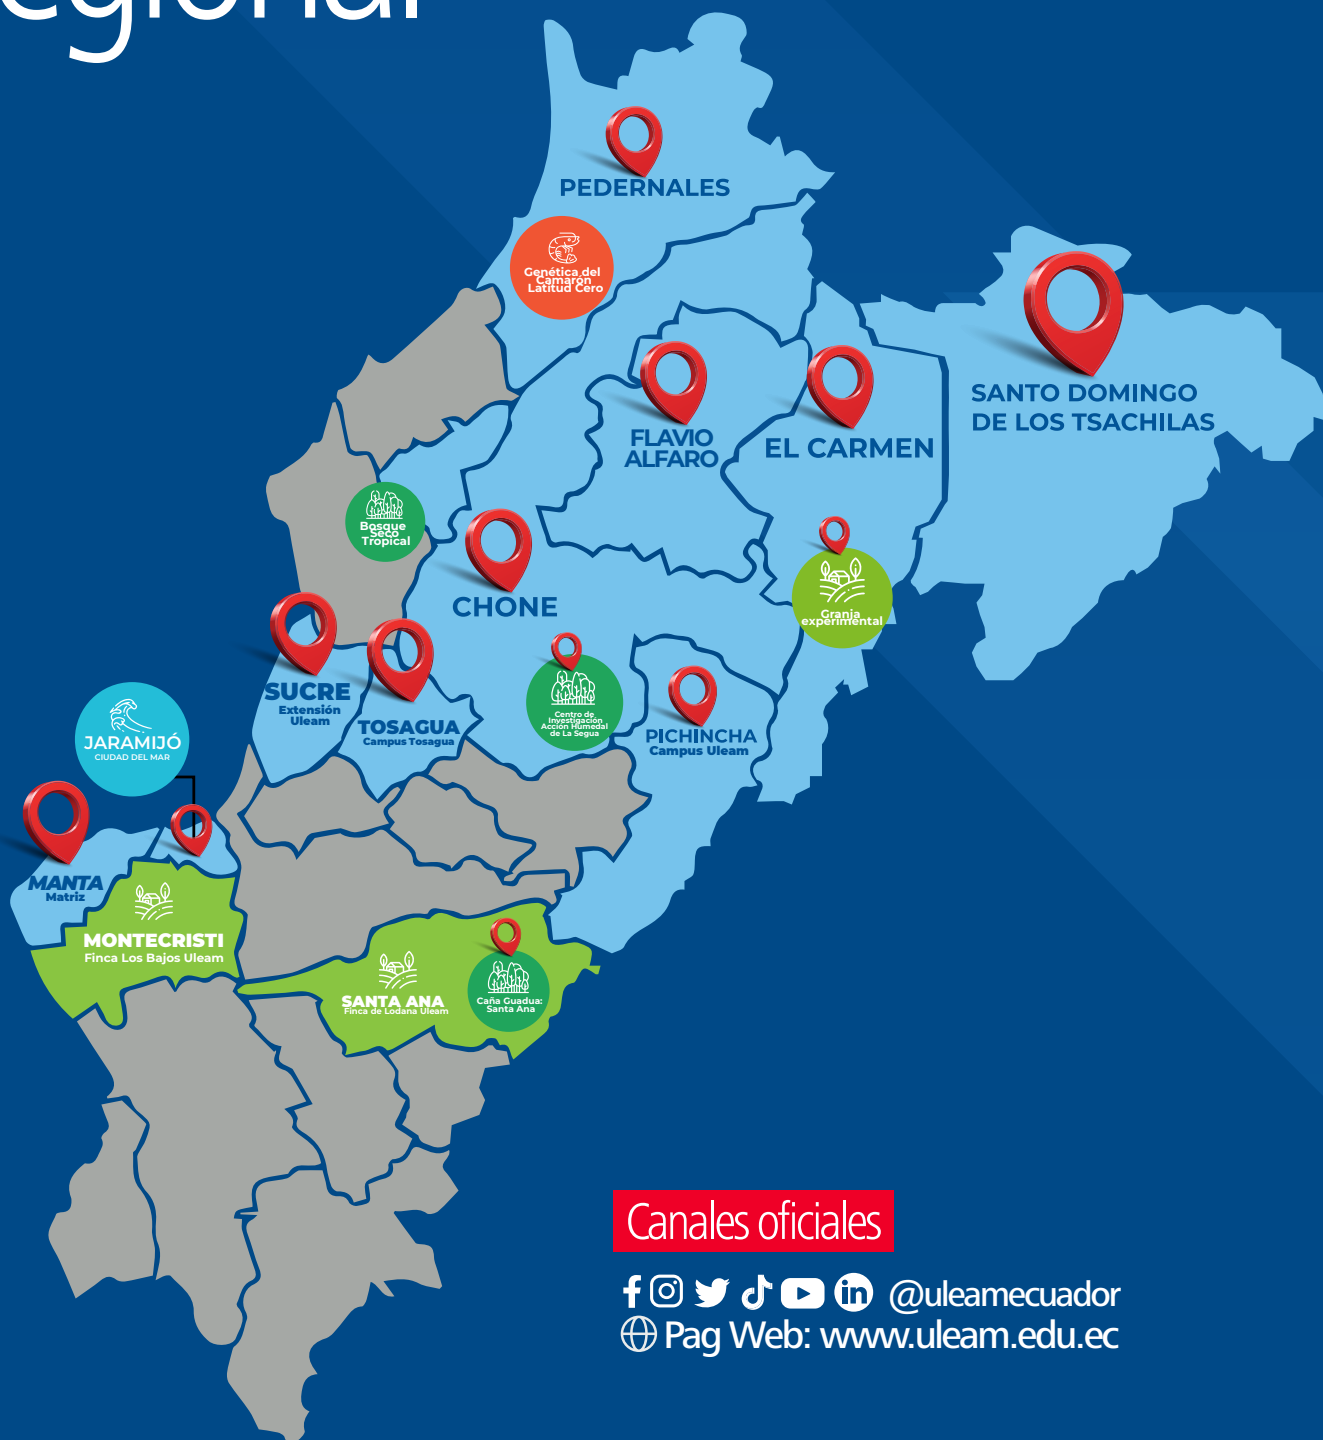 egional
PEDERNALES
Genética del
Camarón
Latitud Cero
SANTO DOMINGO
DE LOS TSACHILAS
FLAVIO
ALFARO
EL CARMEN
Bosque
Seco
Tropical
CHONE
Granja
experimental
SUCRE
Extensión
Uleam
TOSAGUA
Campus Tosagua
Centro de
Investigación
Acción Humedal
de La Segua
PICHINCHA
Campus Uleam
JARAMIJÓ
CIUDAD DEL MAR
MANTA
Matriz
MONTECRISTI
Finca Los Bajos Uleam
SANTA ANA
Finca de Lodana Uleam
Caña Guadua:
Santa Ana
Canales oficiales
@uleamecuador
Pag Web: www.uleam.edu.ec